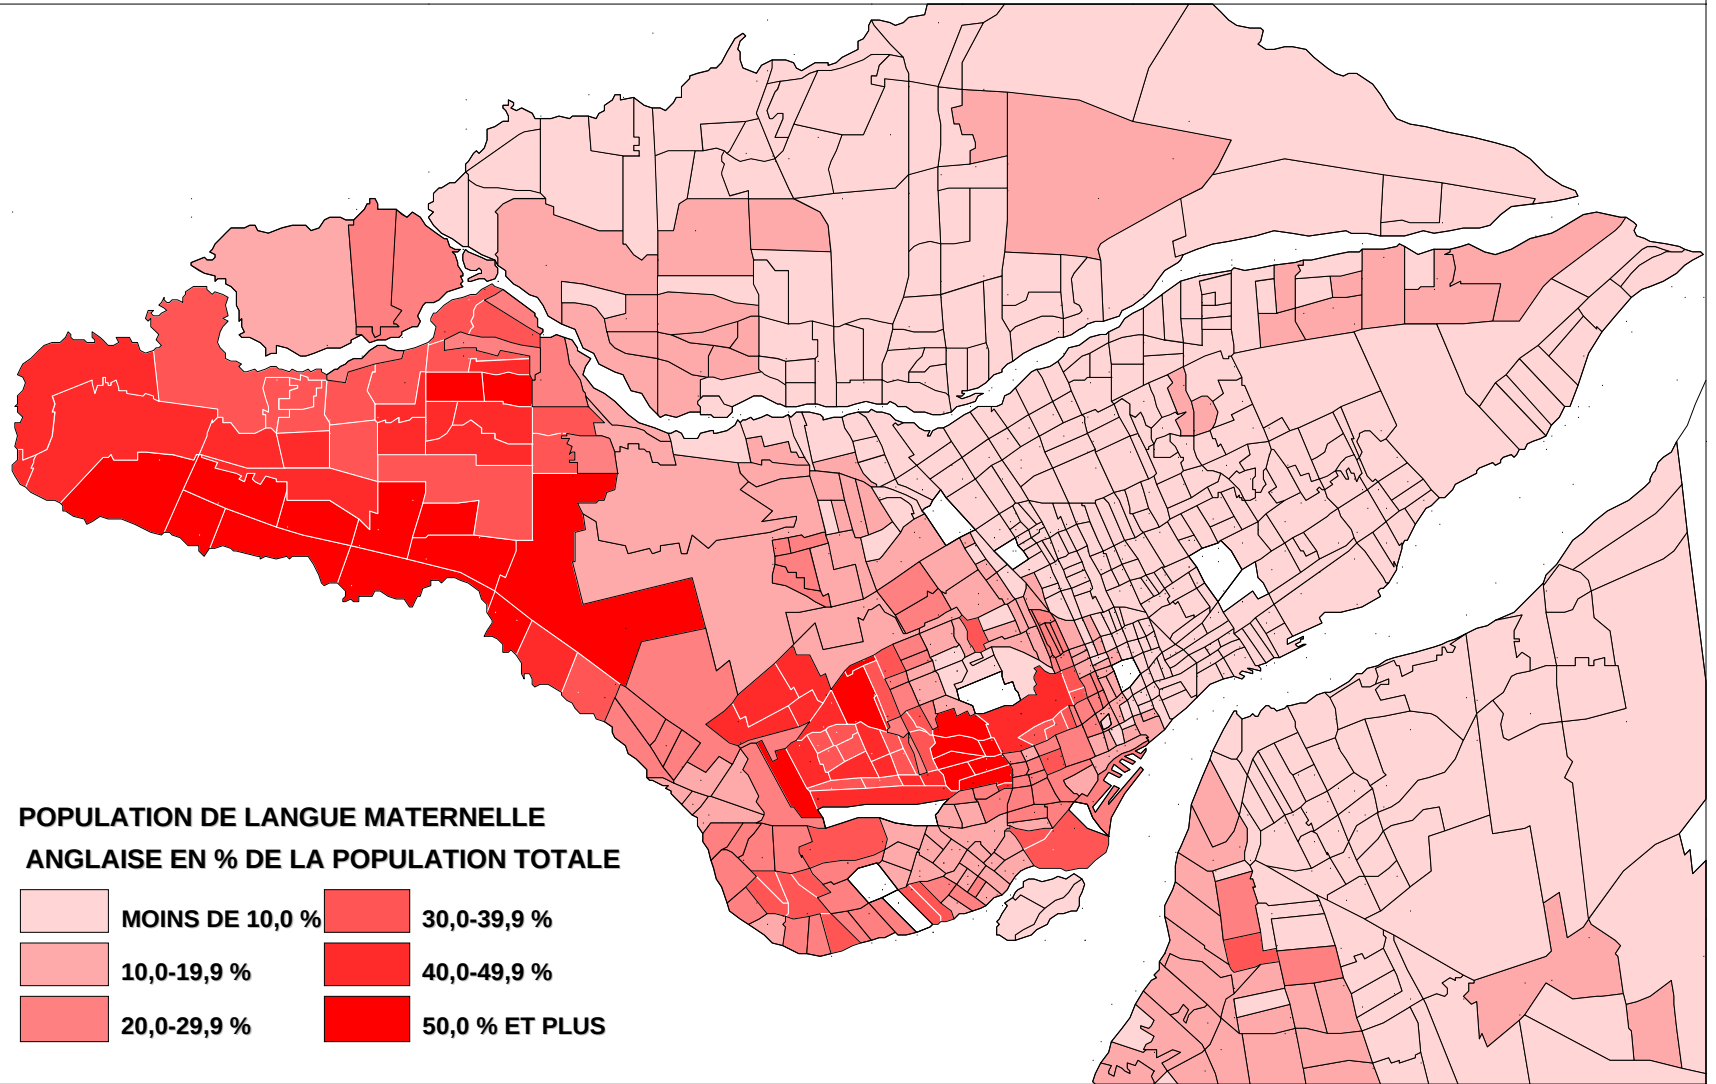 POPULATION DE LANGUE MATERNELLE
ANGLAISE EN % DE LA POPULATION TOTALE
MOINS DE 10,0 %
10,0-19,9 %
20,0-29,9 %
30,0-39,9 %
40,0-49,9 %
50,0 % ET PLUS